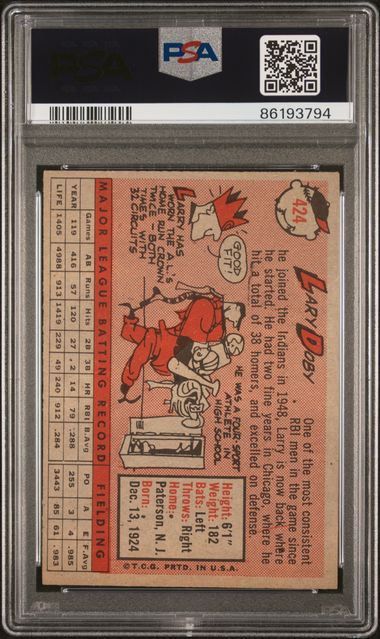 PSA
PSA
86193794
424
LARRY DOBY
One of the most consistent
RBI men in the game since
he joined the Indians in 1948, Larry is now back where
he started. He had two fine years in Chicago, where he
hit a total of 38 homers, and excelled on defense.
LARRY HAS
WORN THE A.L.'S
HOME RUN CROWN
TWICE - BOTH
TIMES WITH
32 CIRCUITS
GOOD
FIT
HE WAS A FOUR-SPORT
ATHLETE IN
HIGH SCHOOL
Height: 6'1"
Weight: 182
Bats: Left
Throws: Right
Home:
Paterson, N. J.
Born:
Dec. 13, 1924
MAJOR LEAGUE BATTING RECORD FIELDING
Games AB Runs Hits 2B 3B HR RBI B.Avg PO A E F.Avg
YEAR 119 416 57 120 27 2 14 79 .288 255 3 4 .985
LIFE 1405 4988 913 1419 229 49 240 912 .284 3443 85 61 .983
© T.C.G. PRTD. IN U.S.A.